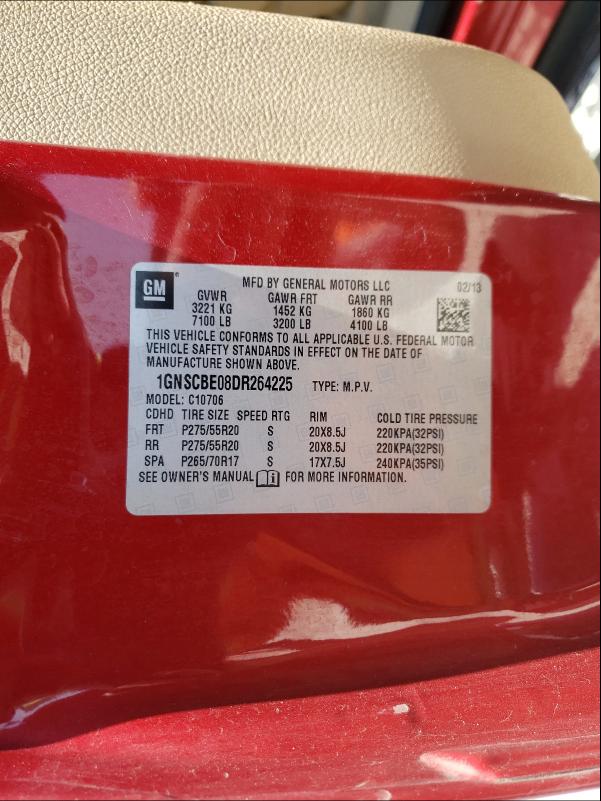 GM ®
MFD BY GENERAL MOTORS LLC 02/13
GVWR GAWR FRT GAWR RR
3221 KG 1452 KG 1860 KG
7100 LB 3200 LB 4100 LB
THIS VEHICLE CONFORMS TO ALL APPLICABLE U.S. FEDERAL MOTOR
VEHICLE SAFETY STANDARDS IN EFFECT ON THE DATE OF
MANUFACTURE SHOWN ABOVE.
1GNSCBE08DR264225 TYPE: M.P.V.
MODEL: C10706
CDHD TIRE SIZE SPEED RTG RIM COLD TIRE PRESSURE
FRT P275/55R20 S 20X8.5J 220KPA(32PSI)
RR P275/55R20 S 20X8.5J 220KPA(32PSI)
SPA P265/70R17 S 17X7.5J 240KPA(35PSI)
SEE OWNER'S MANUAL i FOR MORE INFORMATION.